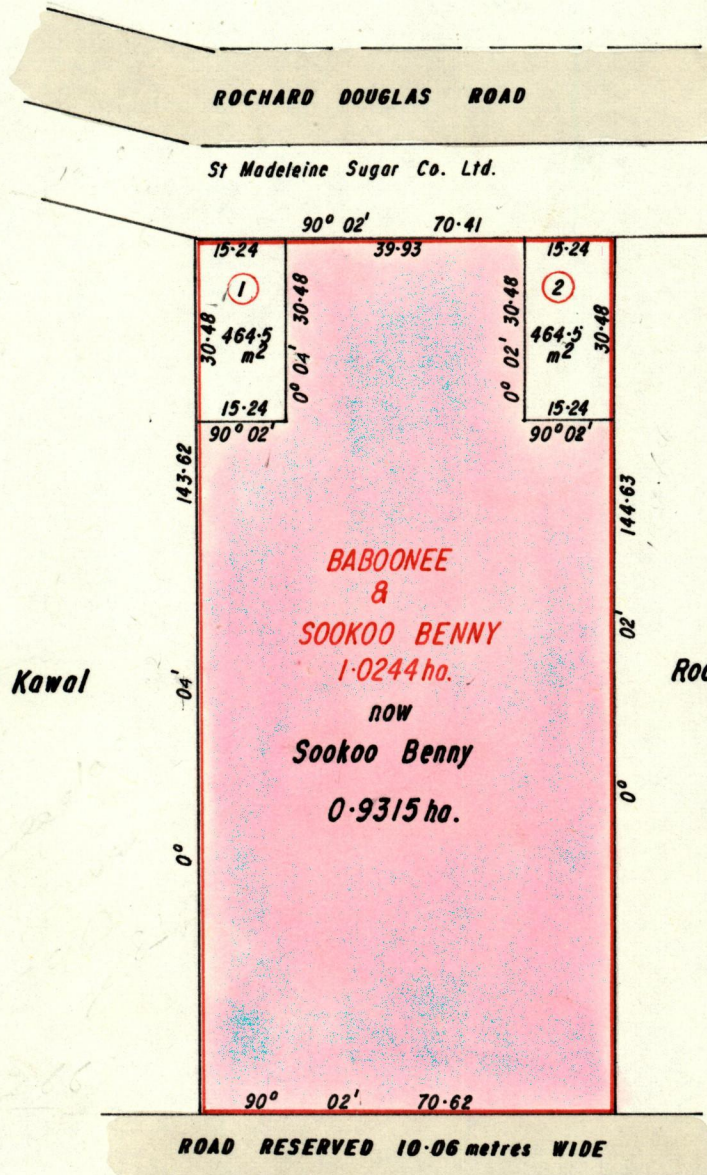 ROCHARD DOUGLAS ROAD
St Madeleine Sugar Co. Ltd.
90° 02' 70·41
15·24 39·93 15·24
1 2
30·48 30·48 30·48 30·48
464·5 m² 464·5 m²
0° 04' 0° 02'
15·24 15·24
90° 02' 90° 02'
143·62 144·63
BABOONEE
&
SOOKOO BENNY
1·0244 ha.
02'
Kawal
04'
now
Sookoo Benny
0·9315 ha.
0° 0°
90° 02' 70·62
ROAD RESERVED 10·06 metres WIDE